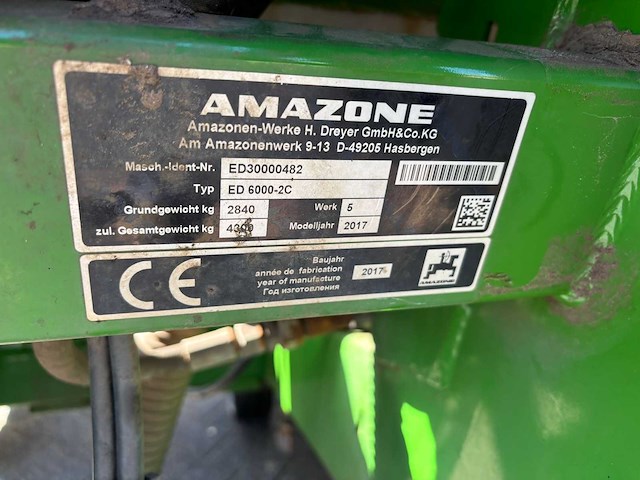 AMAZONE
Amazonen-Werke H. Dreyer GmbH&Co.KG
Am Amazonenwerk 9-13 D-49205 Hasbergen
Masch.-Ident-Nr. ED30000482
Typ ED 6000-2C
Grundgewicht kg 2840 Werk 5
zul. Gesamtgewicht kg 4300 Modelljahr 2017
CE
Baujahr
année de fabrication
year of manufacture
Год изготовления
2017
AMAZONE